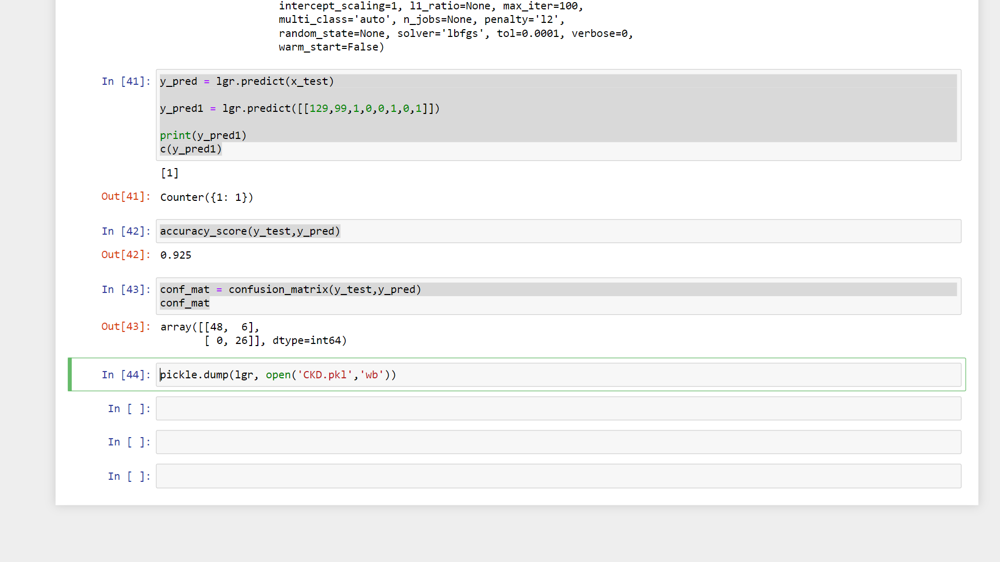 intercept_scaling=1, l1_ratio=None, max_iter=100,
multi_class='auto', n_jobs=None, penalty='l2',
random_state=None, solver='lbfgs', tol=0.0001, verbose=0,
warm_start=False)
In [41]: y_pred = lgr.predict(x_test)
y_pred1 = lgr.predict([[129,99,1,0,0,1,0,1]])
print(y_pred1)
c(y_pred1)
[1]
Out[41]: Counter({1: 1})
In [42]: accuracy_score(y_test,y_pred)
Out[42]: 0.925
In [43]: conf_mat = confusion_matrix(y_test,y_pred)
conf_mat
Out[43]: array([[48,  6],
[ 0, 26]], dtype=int64)
In [44]: pickle.dump(lgr, open('CKD.pkl','wb'))
In [ ]:
In [ ]:
In [ ]: